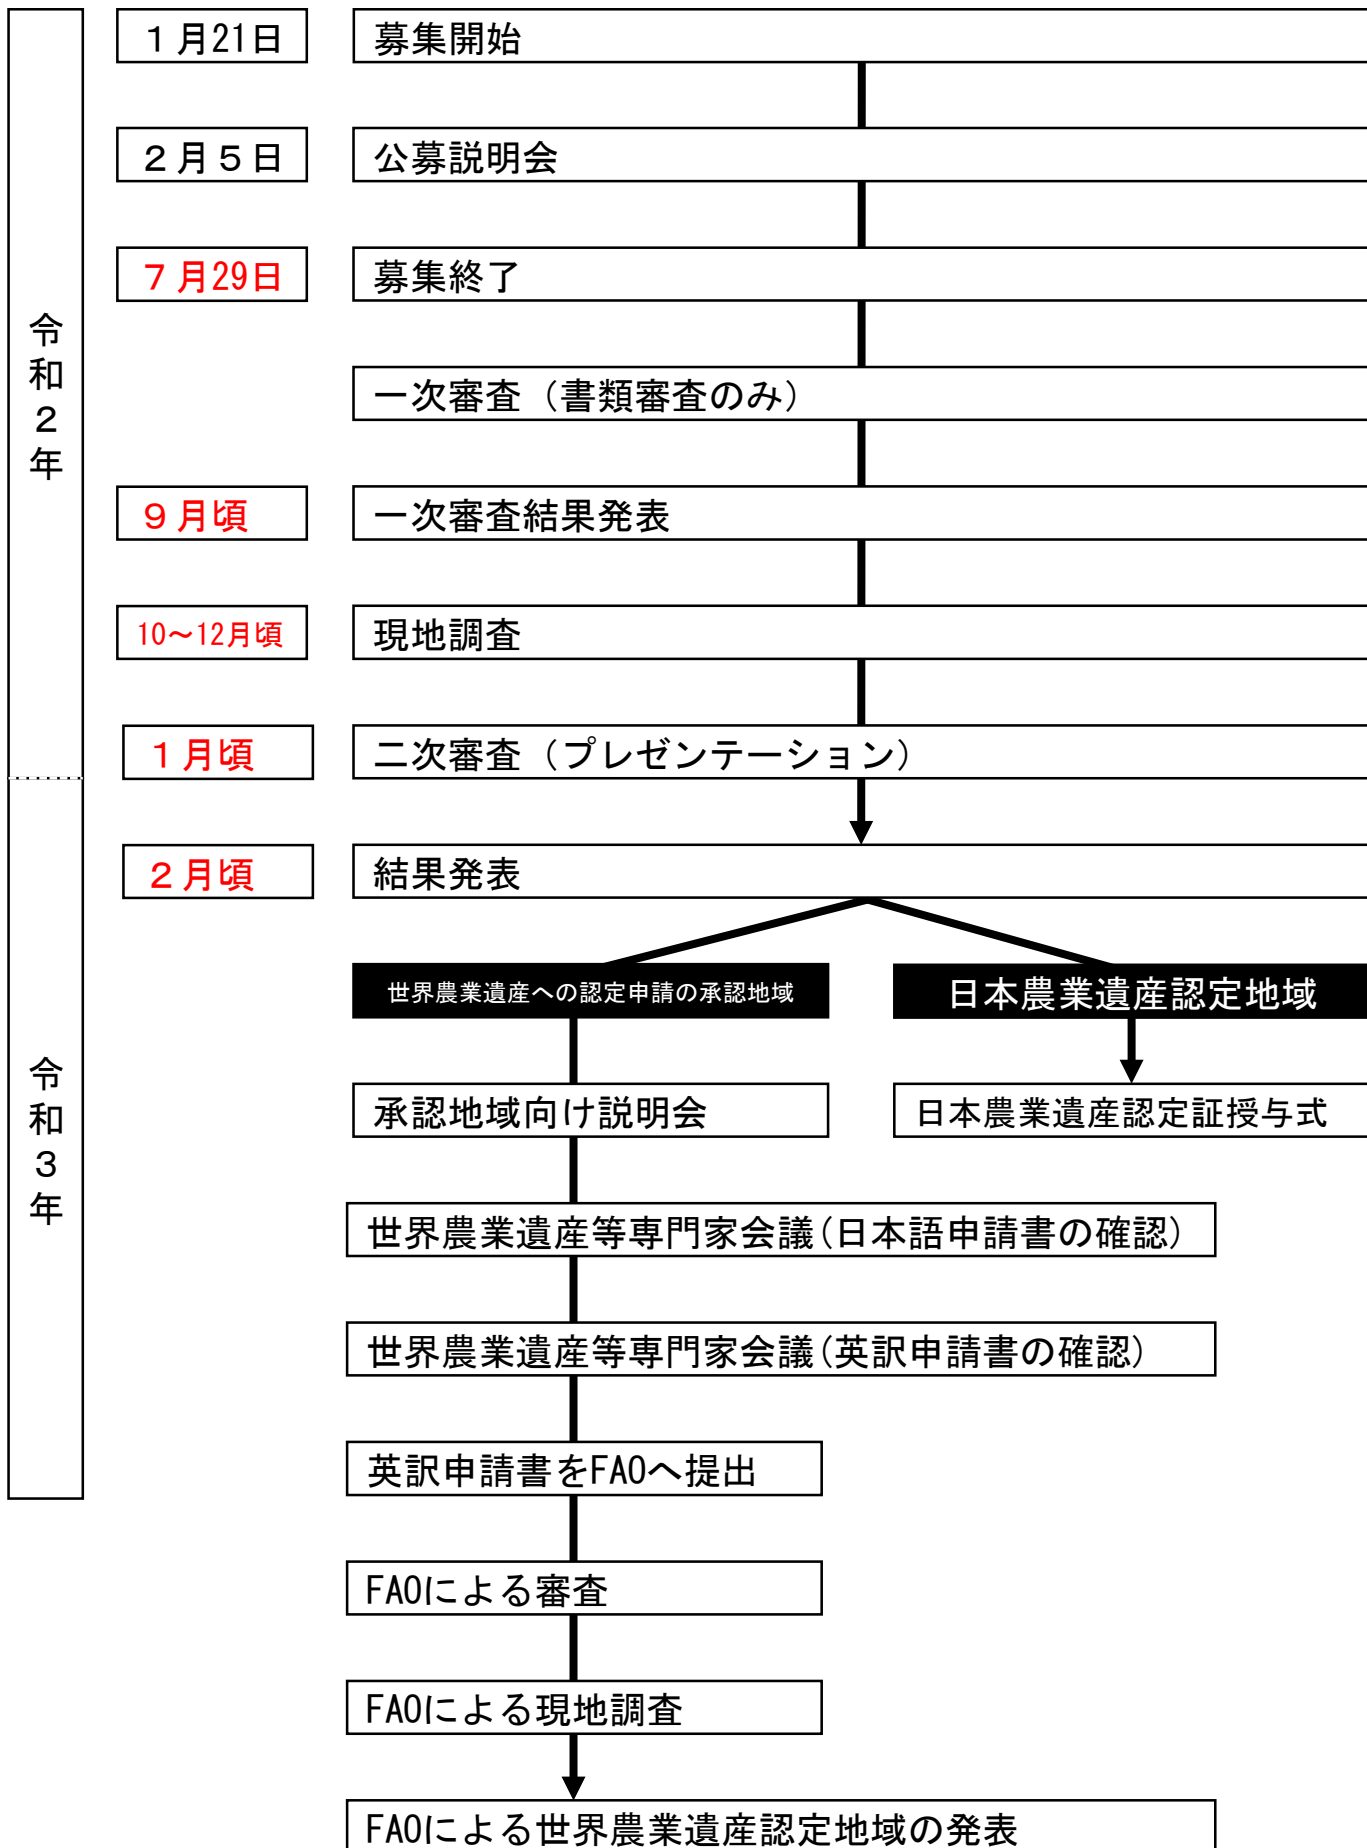 令和２年
１月21日
募集開始
２月５日
公募説明会
７月29日
募集終了
一次審査（書類審査のみ）
９月頃
一次審査結果発表
10～12月頃
現地調査
１月頃
二次審査（プレゼンテーション）
令和３年
２月頃
結果発表
世界農業遺産への認定申請の承認地域
日本農業遺産認定地域
承認地域向け説明会
日本農業遺産認定証授与式
世界農業遺産等専門家会議(日本語申請書の確認)
世界農業遺産等専門家会議(英訳申請書の確認)
英訳申請書をFAOへ提出
FAOによる審査
FAOによる現地調査
FAOによる世界農業遺産認定地域の発表